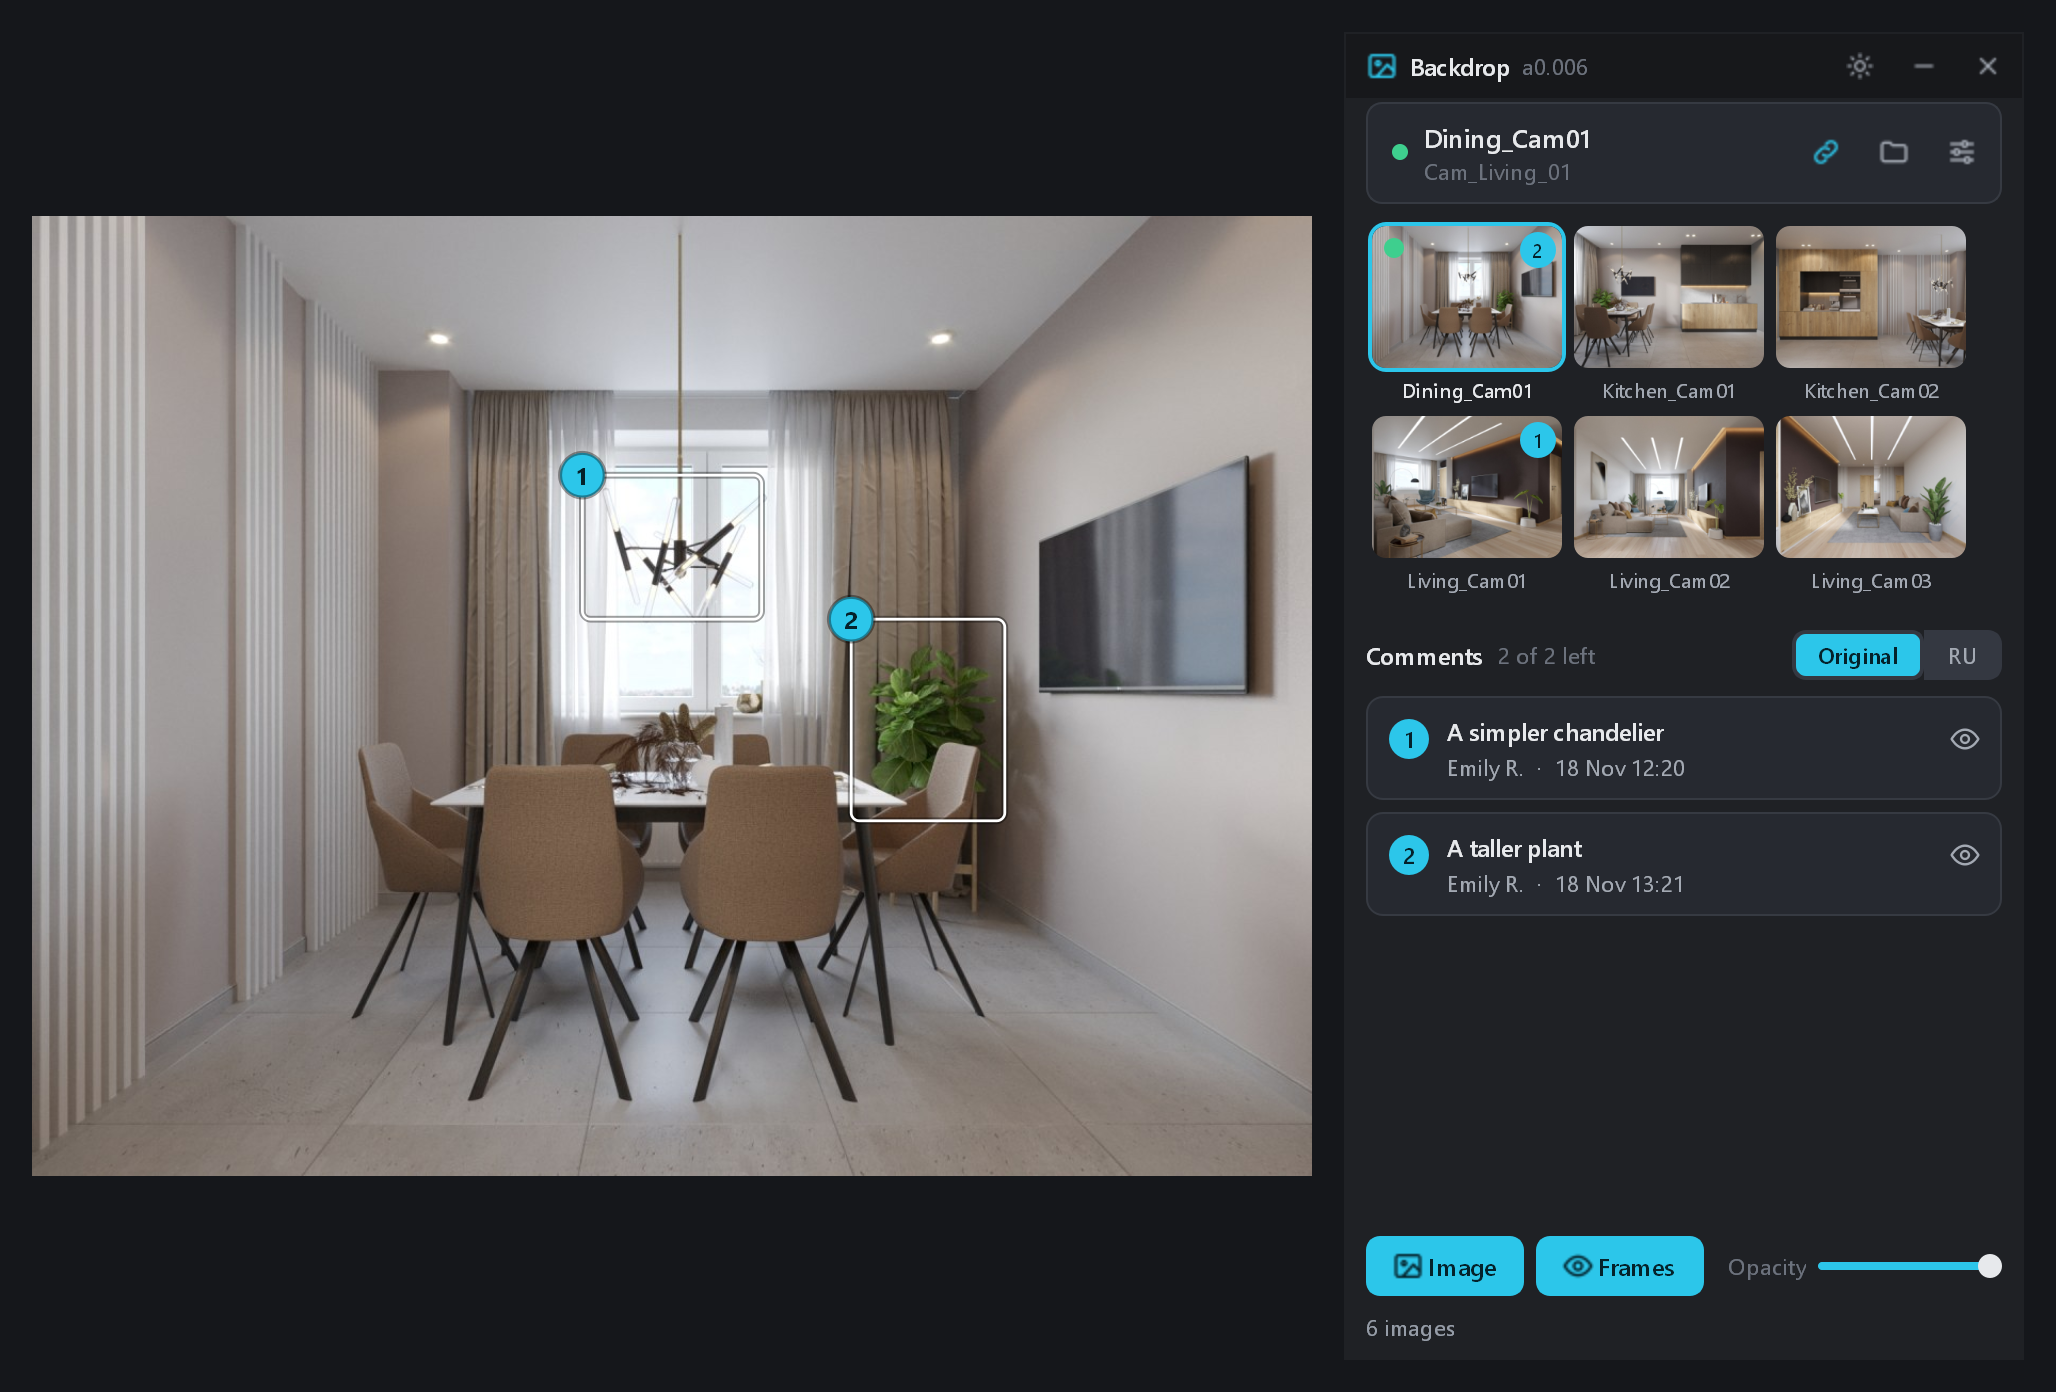 Backdrop a0.006
Dining_Cam01
Cam_Living_01
2
Dining_Cam01
Kitchen_Cam01
Kitchen_Cam02
1
Living_Cam01
Living_Cam02
Living_Cam03
1
2
Comments 2 of 2 left
Original RU
1 A simpler chandelier
Emily R. · 18 Nov 12:20
2 A taller plant
Emily R. · 18 Nov 13:21
Image Frames Opacity
6 images